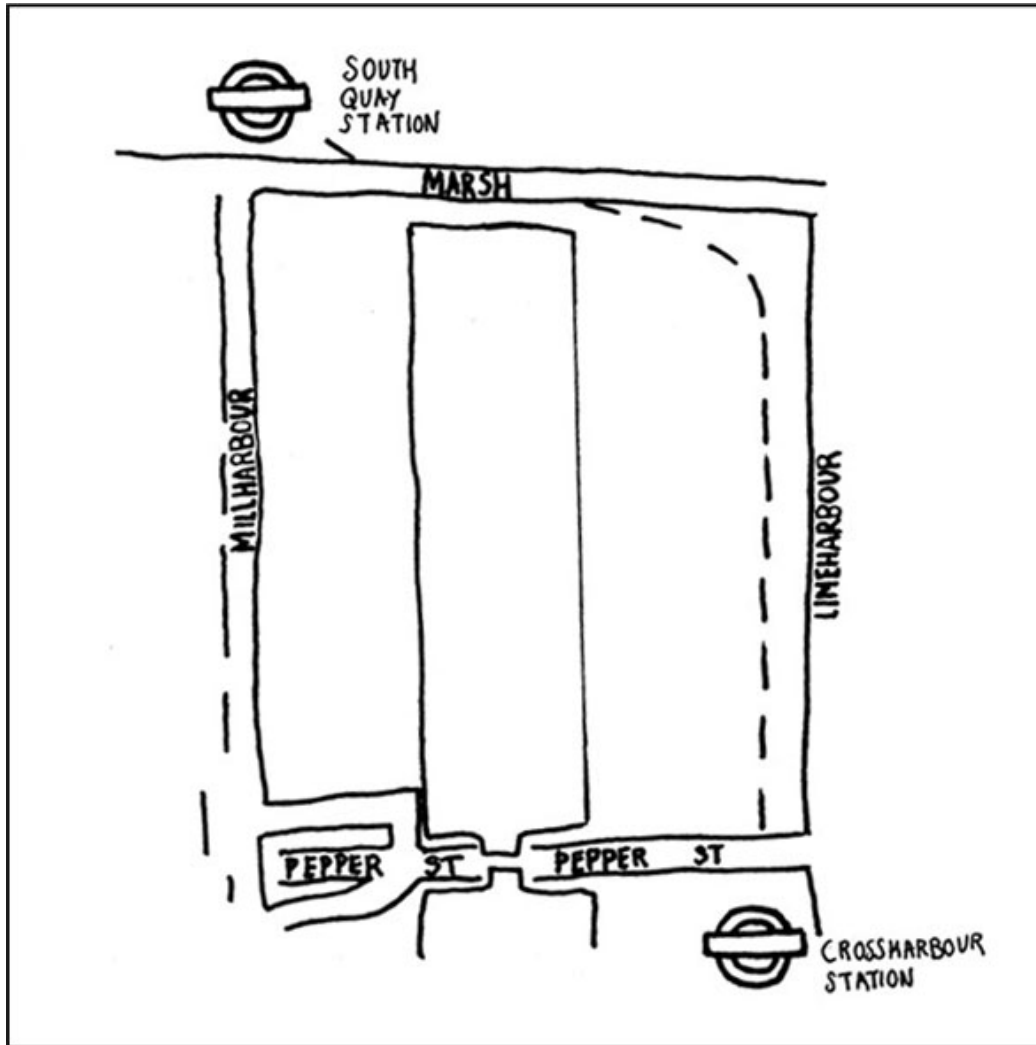 SOUTH
QUAY
STATION
MARSH
MILLHARBOUR
LIMEHARBOUR
PEPPER ST
PEPPER ST
CROSSHARBOUR
STATION